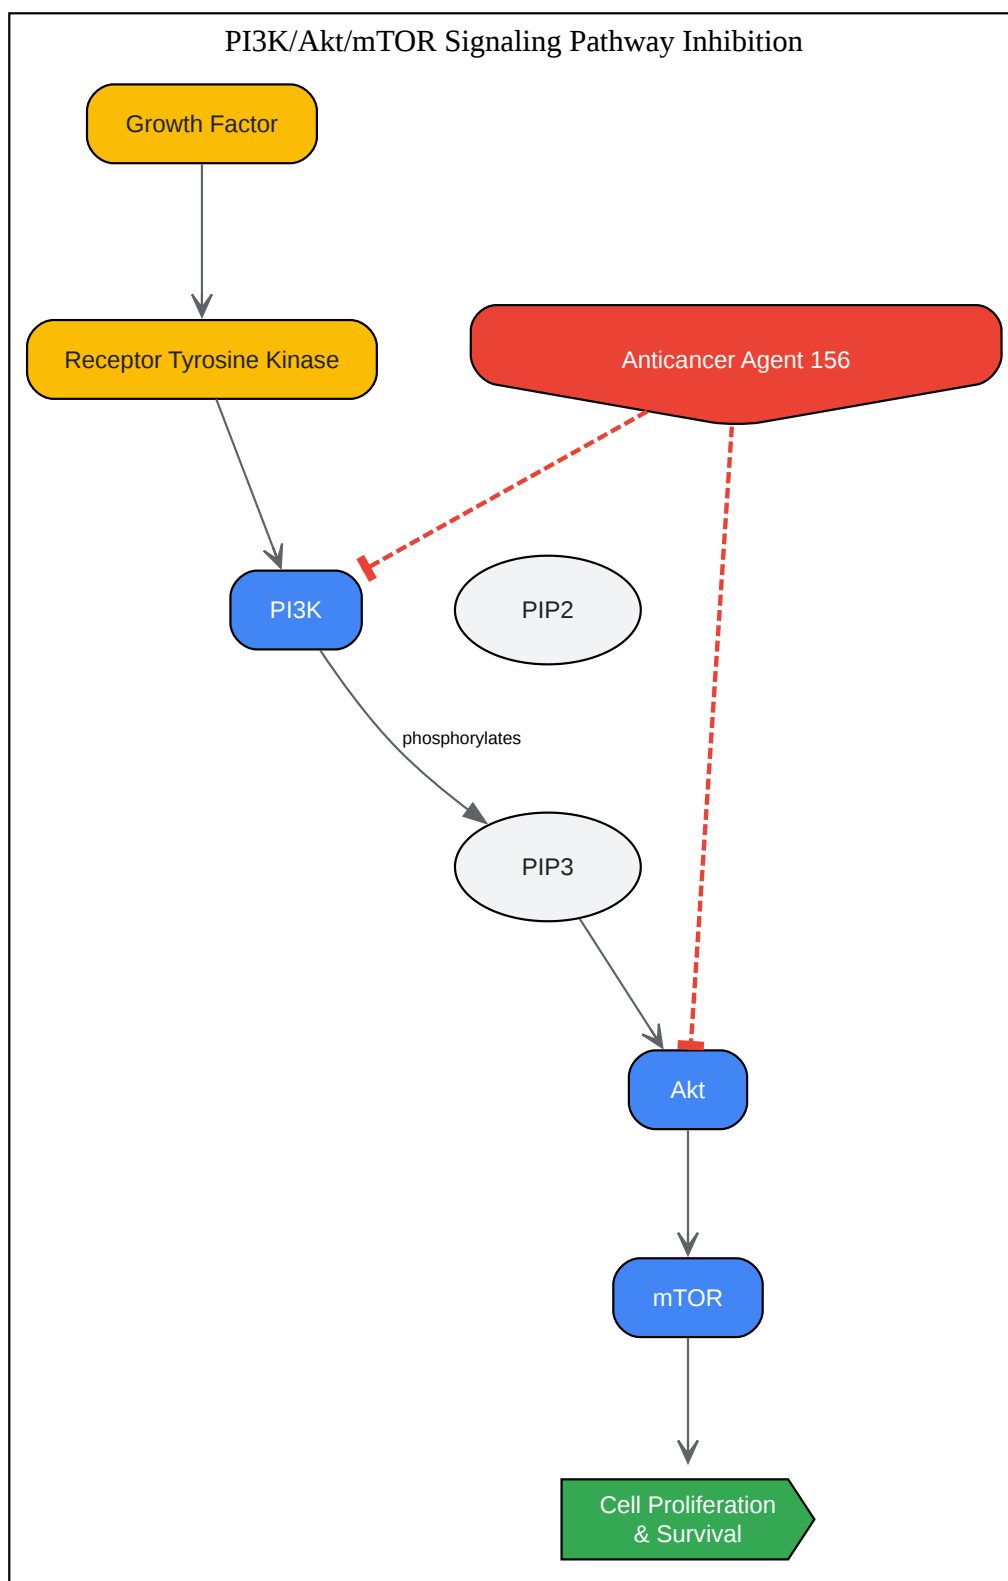 PI3K/Akt/mTOR Signaling Pathway Inhibition
Growth Factor
Receptor Tyrosine Kinase
Anticancer Agent 156
PI3K
PIP2
phosphorylates
PIP3
Akt
mTOR
Cell Proliferation
& Survival